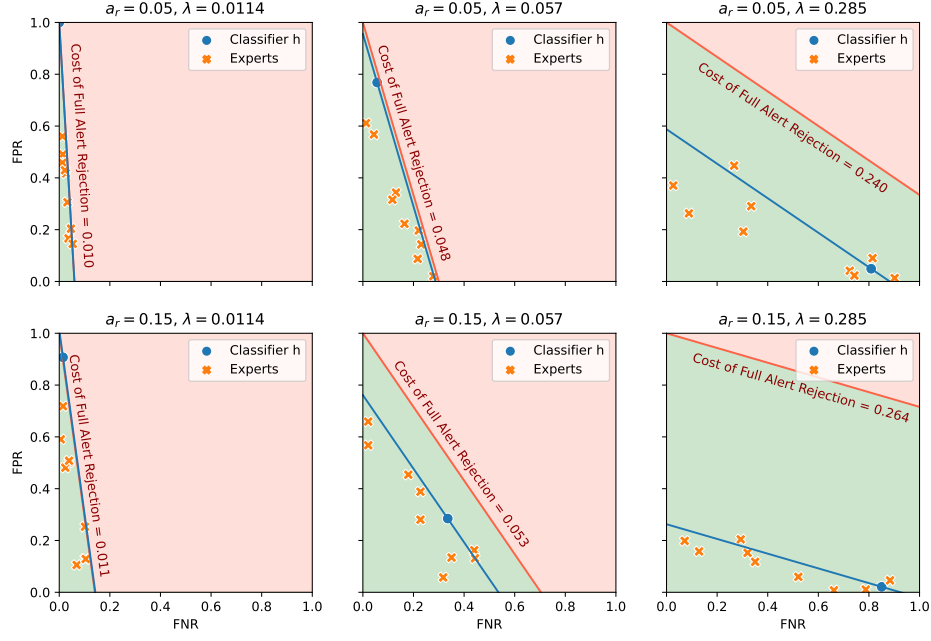 a_r = 0.05, λ = 0.0114
a_r = 0.05, λ = 0.057
a_r = 0.05, λ = 0.285
FPR
1.0
0.8
0.6
0.4
0.2
0.0
Classifier h
Experts
Cost of Full Alert Rejection = 0.010
Classifier h
Experts
Cost of Full Alert Rejection = 0.048
Classifier h
Experts
Cost of Full Alert Rejection = 0.240
a_r = 0.15, λ = 0.0114
a_r = 0.15, λ = 0.057
a_r = 0.15, λ = 0.285
FPR
1.0
0.8
0.6
0.4
0.2
0.0
Classifier h
Experts
Cost of Full Alert Rejection = 0.011
Classifier h
Experts
Cost of Full Alert Rejection = 0.053
Classifier h
Experts
Cost of Full Alert Rejection = 0.264
0.0 0.2 0.4 0.6 0.8 1.0
0.0 0.2 0.4 0.6 0.8 1.0
0.0 0.2 0.4 0.6 0.8 1.0
FNR
FNR
FNR